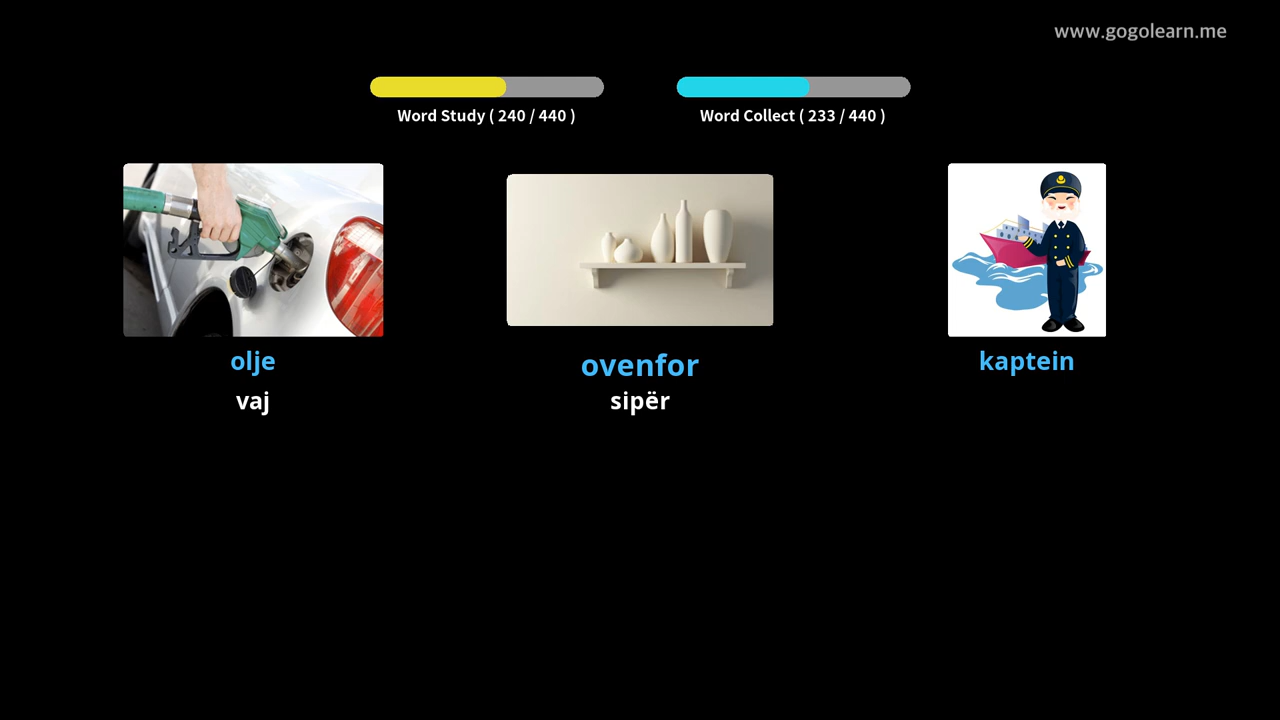 www.gogolearn.me
Word Study ( 240 / 440 )
Word Collect ( 233 / 440 )
olje
ovenfor
kaptein
vaj
sipër